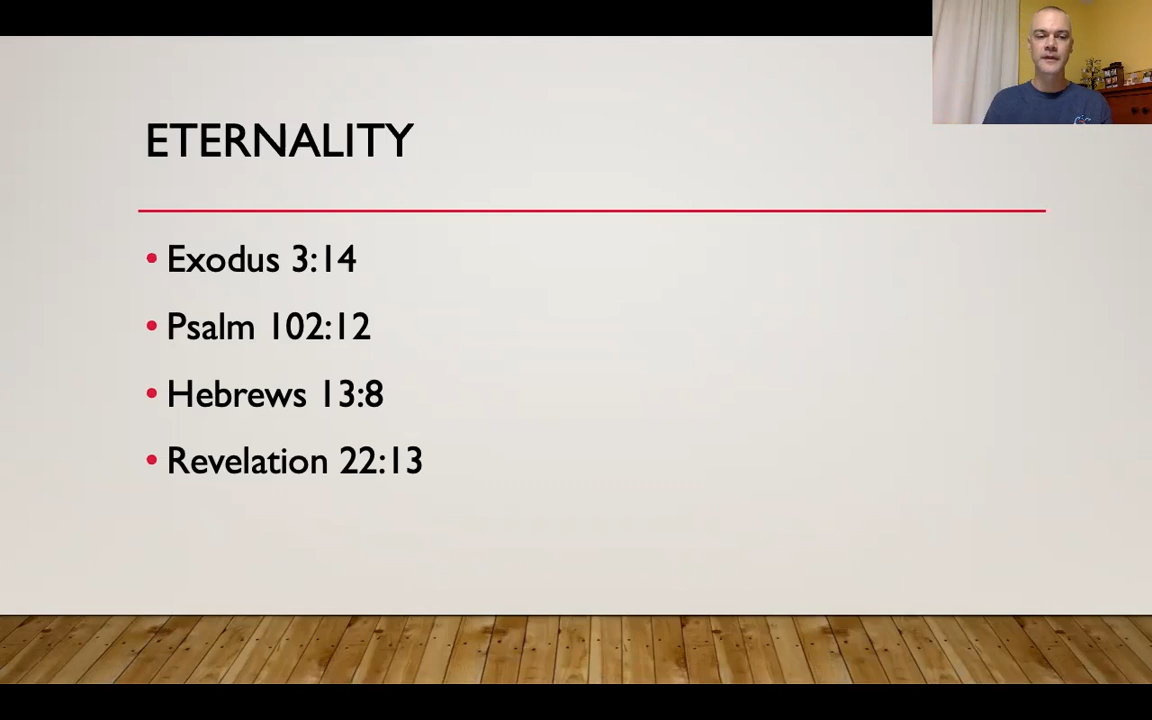 ETERNALITY
• Exodus 3:14
• Psalm 102:12
• Hebrews 13:8
• Revelation 22:13